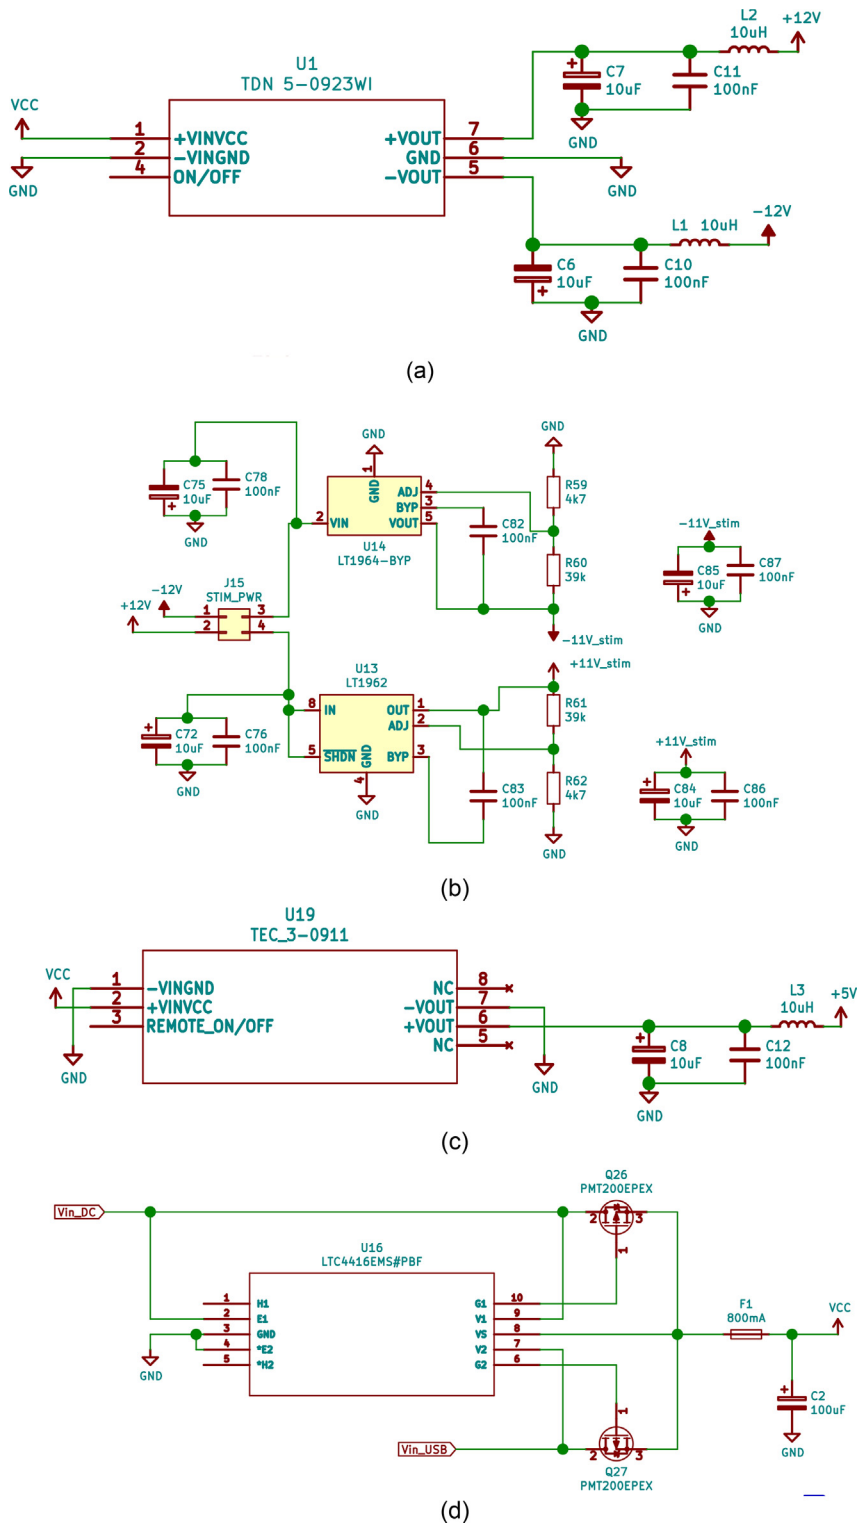 U1
TDN 5-0923WI
VCC
GND
1
2
4
+VINVCC
-VINGND
ON/OFF
+VOUT
GND
-VOUT
7
6
5
C7
10uF
C11
100nF
L2
10uH
+12V
GND
GND
L1 10uH
-12V
C6
10uF
C10
100nF
GND
(a)
C75
10uF
C78
100nF
GND
GND
1
GND
2
VIN
ADJ
BYP
VOUT
4
3
5
U14
LT1964-BYP
C82
100nF
GND
R59
4k7
R60
39k
-11V_stim
-11V_stim
C85
10uF
C87
100nF
GND
-12V
+12V
J15
STIM_PWR
1
2
3
4
C72
10uF
C76
100nF
GND
U13
LT1962
8
5
IN
SHDN
GND
4
GND
OUT
ADJ
BYP
1
2
3
C83
100nF
+11V_stim
R61
39k
R62
4k7
GND
+11V_stim
C84
10uF
C86
100nF
GND
(b)
U19
TEC_3-0911
VCC
GND
1
2
3
-VINGND
+VINVCC
REMOTE_ON/OFF
NC
-VOUT
+VOUT
NC
8
7
6
5
GND
C8
10uF
C12
100nF
GND
L3
10uH
+5V
(c)
Vin_DC
U16
LTC4416EMS#PBF
GND
1
2
3
4
5
H1
E1
GND
*E2
*H2
G1
V1
VS
V2
G2
10
9
8
7
6
Q26
PMT200EPEX
2
3
1
Vin_USB
1
2
3
Q27
PMT200EPEX
F1
800mA
VCC
C2
100uF
GND
(d)